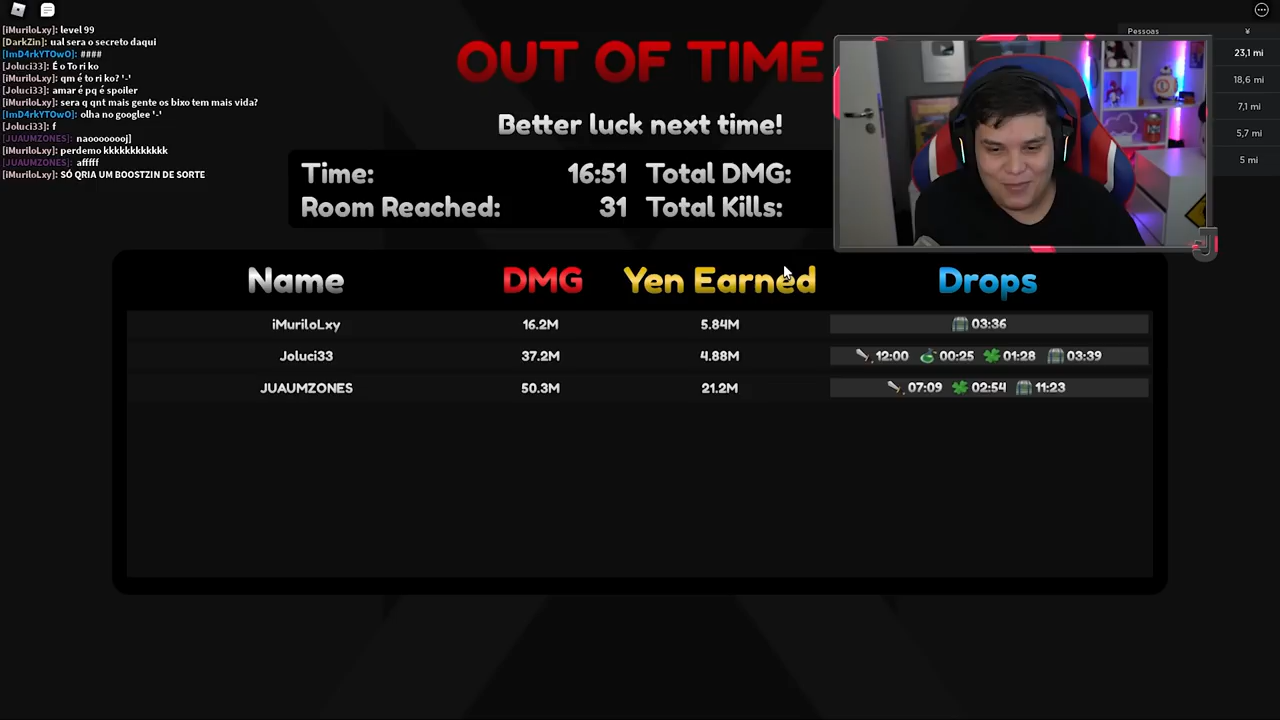 [iMuriloLxy]: level 99
[DarkZin]: ual sera o secreto daqui
[ImD4rkYTOwO]: ####
[Joluci33]: É o To ri ko
[iMuriloLxy]: qm é to ri ko? '-'
[Joluci33]: amar é pq é spoiler
[iMuriloLxy]: sera q qnt mais gente os bixo tem mais vida?
[ImD4rkYTOwO]: olha no googlee '-'
[Joluci33]: f
[JUAUMZONES]: naooooooj]
[iMuriloLxy]: perdemo kkkkkkkkkkkk
[JUAUMZONES]: afffff
[iMuriloLxy]: SÓ QRIA UM BOOSTZIN DE SORTE
OUT OF TIME
Better luck next time!
Time: 16:51 Total DMG:
Room Reached: 31 Total Kills:
Pessoas ¥
23,1 mi
18,6 mi
7,1 mi
5,7 mi
5 mi
Name DMG Yen Earned Drops
iMuriloLxy 16.2M 5.84M 03:36
Joluci33 37.2M 4.88M 12:00 00:25 01:28 03:39
JUAUMZONES 50.3M 21.2M 07:09 02:54 11:23